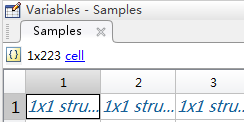 Variables - Samples
Samples
{} 1x223 cell
1 2 3
1 1x1 stru... 1x1 stru... 1x1 stru...